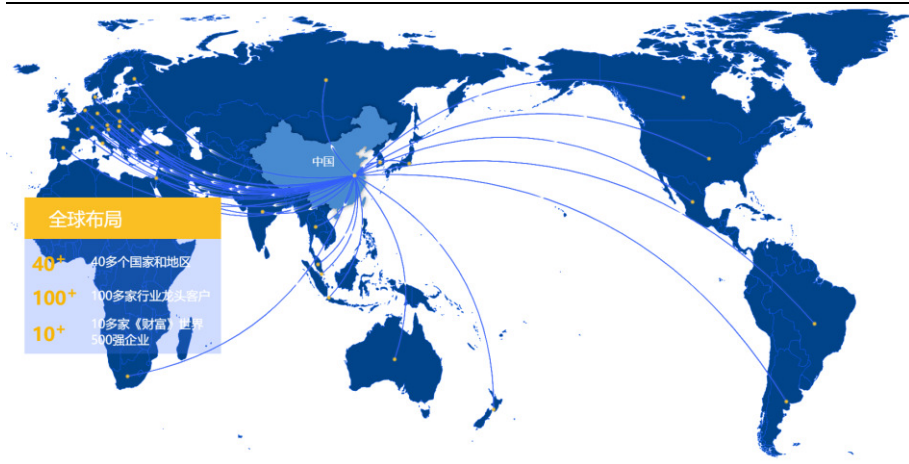 中国
全球布局
40+ 40多个国家和地区
100+ 100多家行业龙头客户
10+ 10多家《财富》世界
500强企业